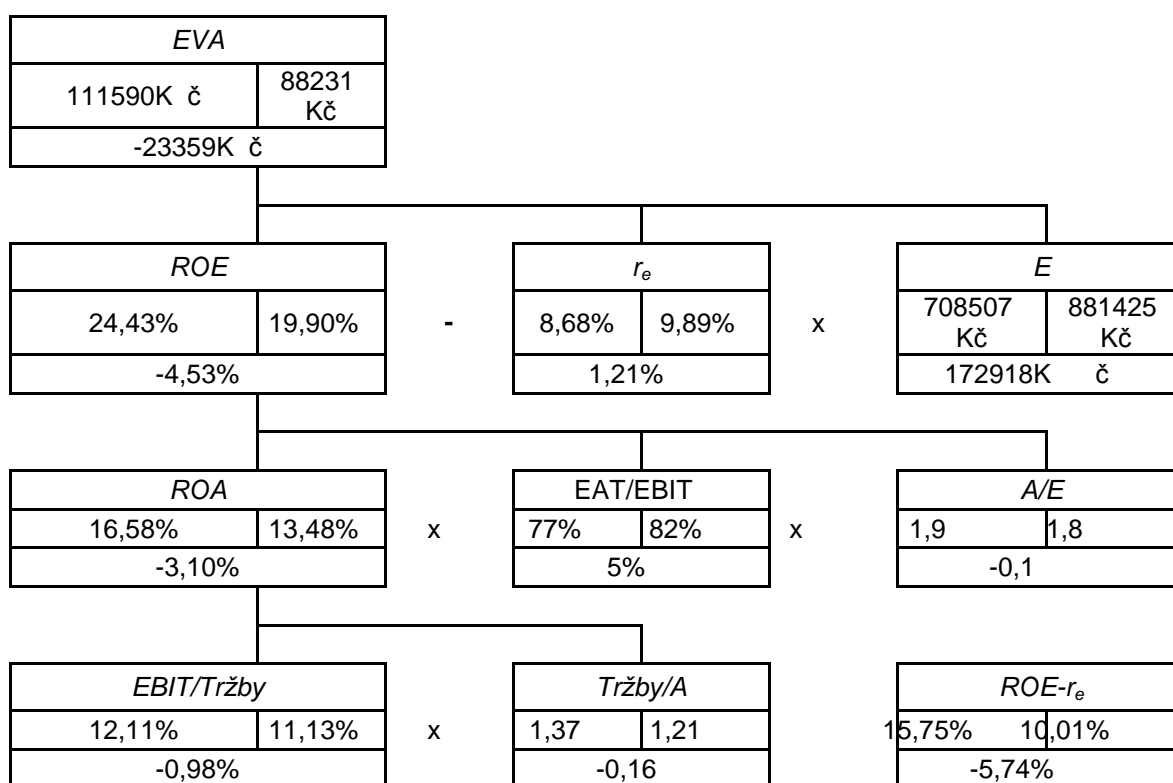 EVA
111590K č 88231 Kč
-23359K č
ROE re E
24,43% 19,90% - 8,68% 9,89% x 708507 Kč 881425 Kč
-4,53% 1,21% 172918K č
ROA EAT/EBIT A/E
16,58% 13,48% x 77% 82% x 1,9 1,8
-3,10% 5% -0,1
EBIT/Tržby Tržby/A ROE-re
12,11% 11,13% x 1,37 1,21 15,75% 10,01%
-0,98% -0,16 -5,74%